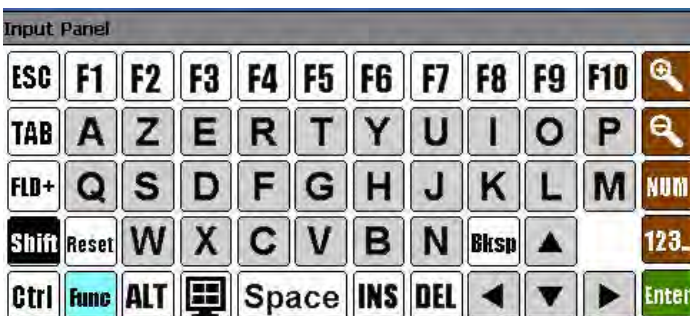 Input Panel
ESC F1 F2 F3 F4 F5 F6 F7 F8 F9 F10
TAB A Z E R T Y U I O P
FLD+ Q S D F G H J K L M NUM
Shift Reset W X C V B N Bksp 123_
Ctrl Func ALT Space INS DEL Enter